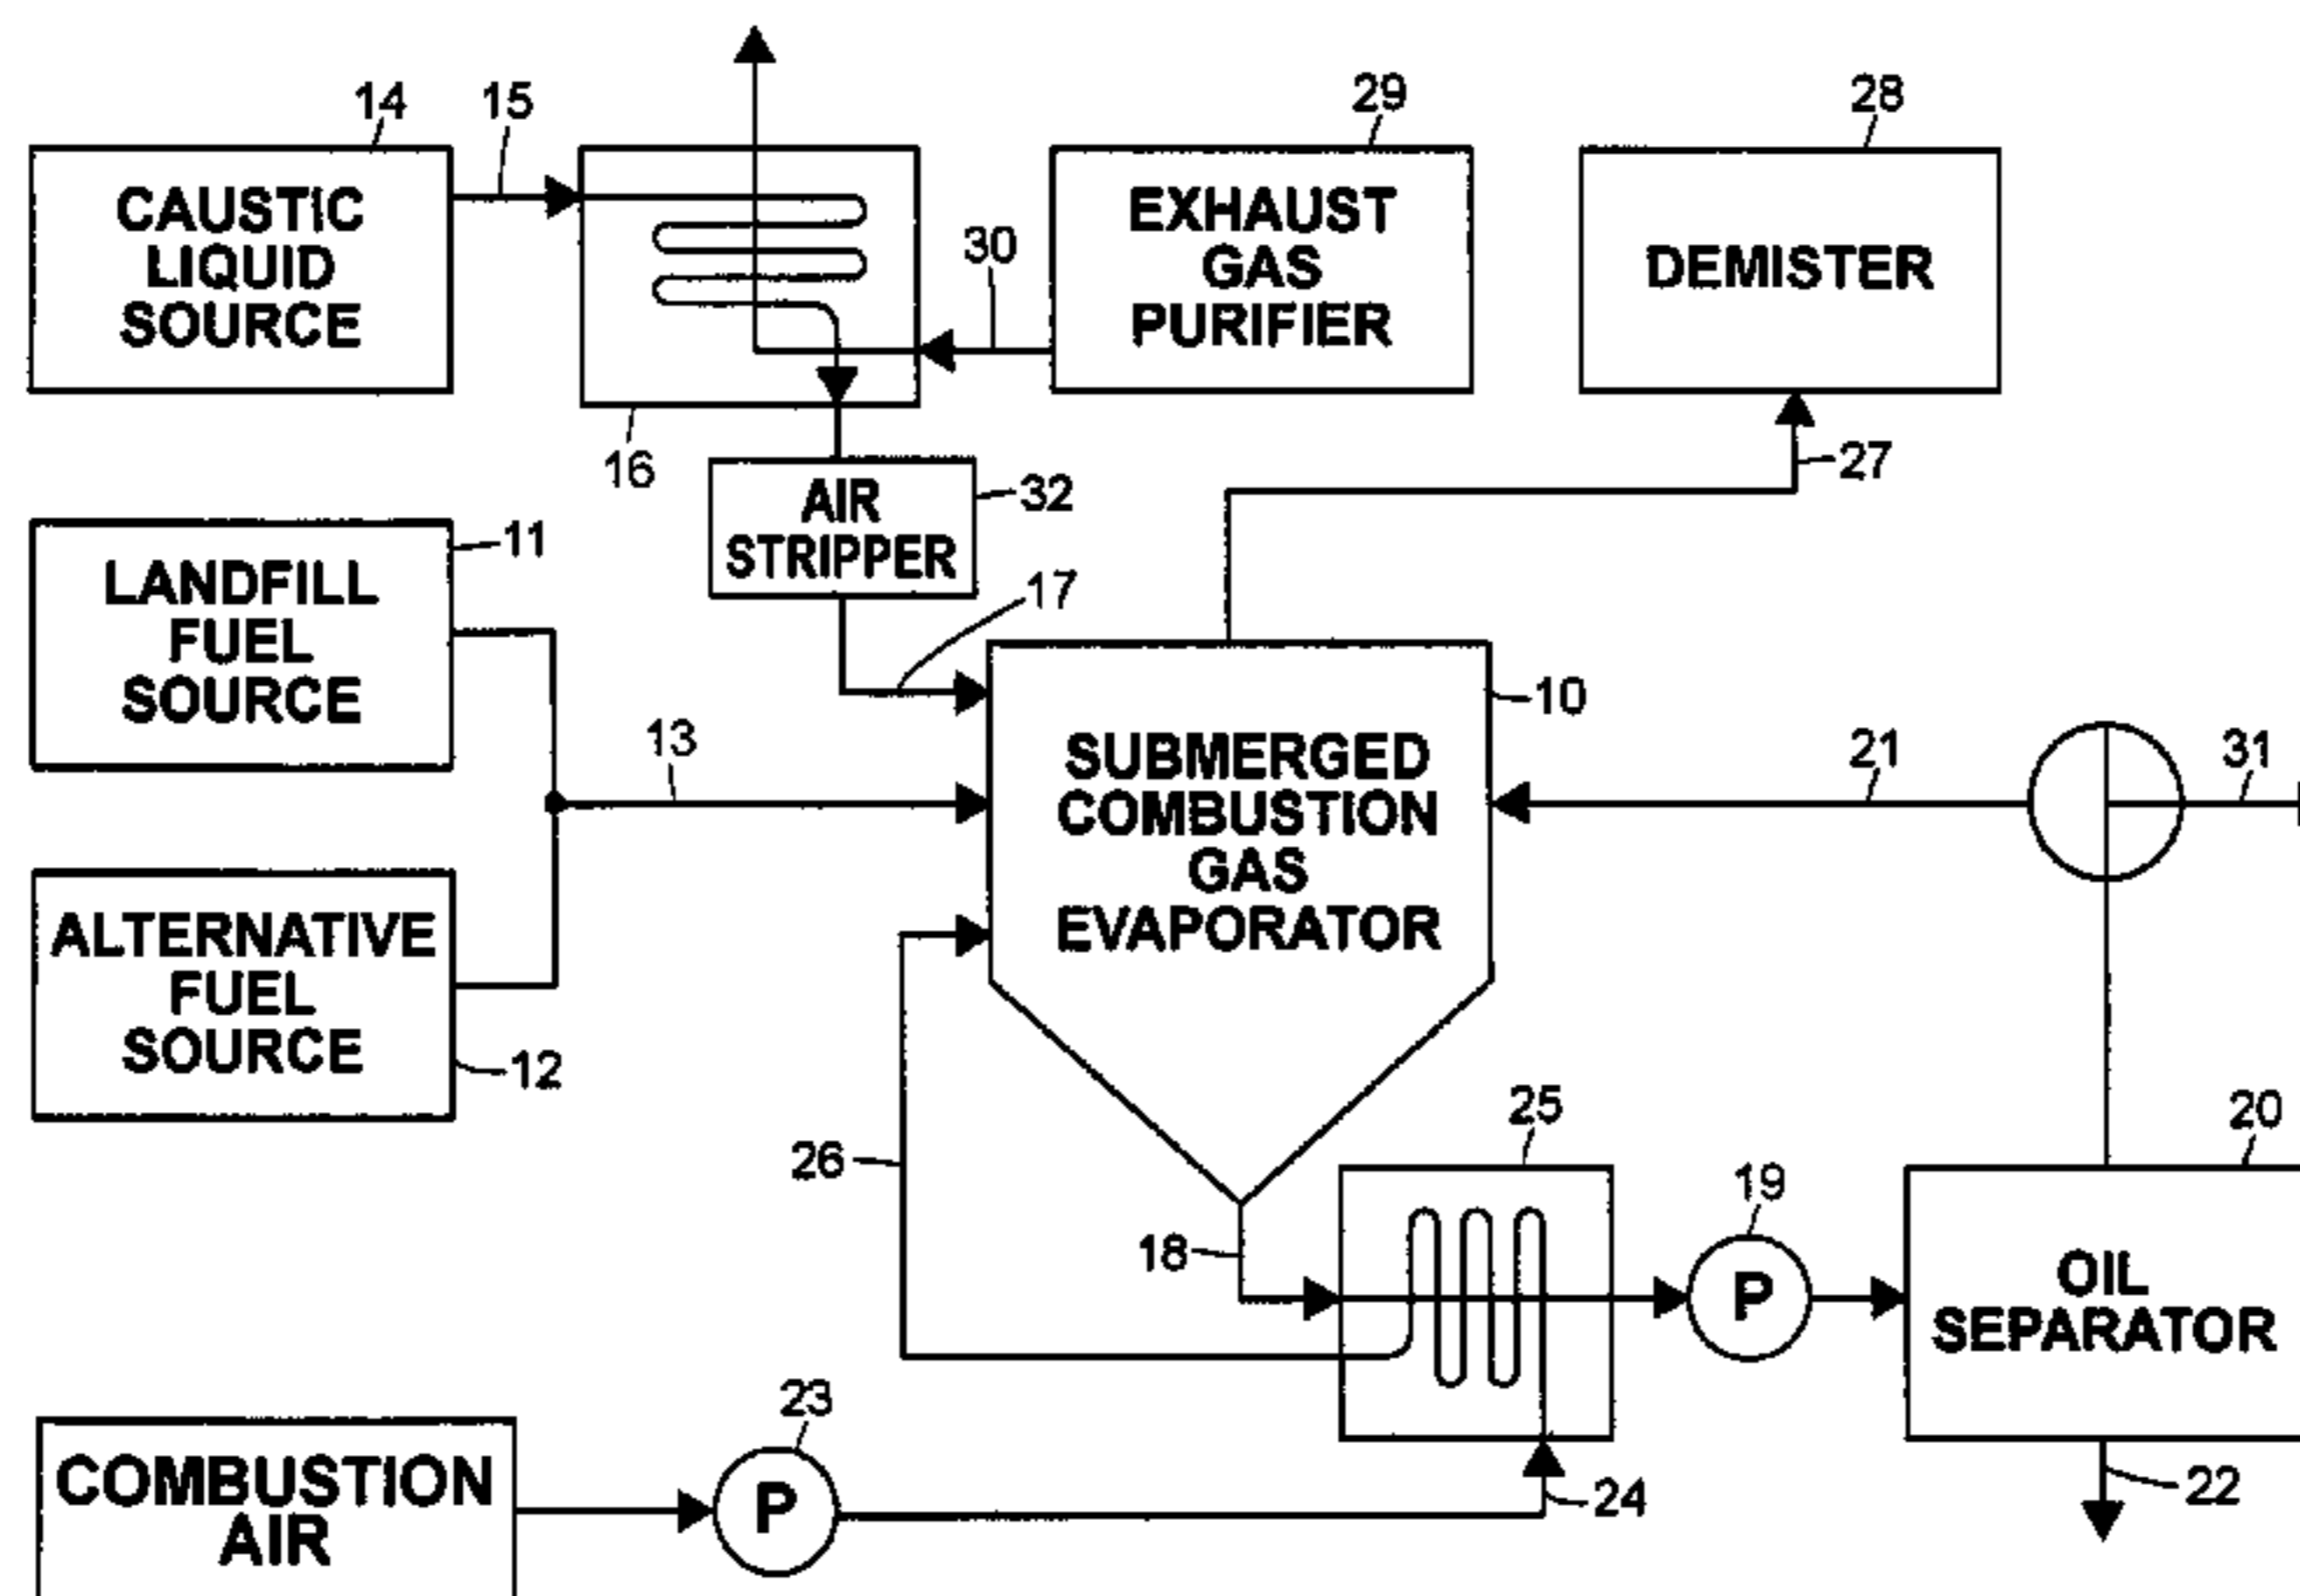 14
15
29
28
CAUSTIC
LIQUID
SOURCE
30
EXHAUST
GAS
PURIFIER
DEMISTER
16
27
AIR
STRIPPER
32
11
LANDFILL
FUEL
SOURCE
17
10
13
SUBMERGED
COMBUSTION
GAS
EVAPORATOR
21
31
ALTERNATIVE
FUEL
SOURCE
12
26
25
20
19
18
P
OIL
SEPARATOR
23
COMBUSTION
AIR
P
24
22